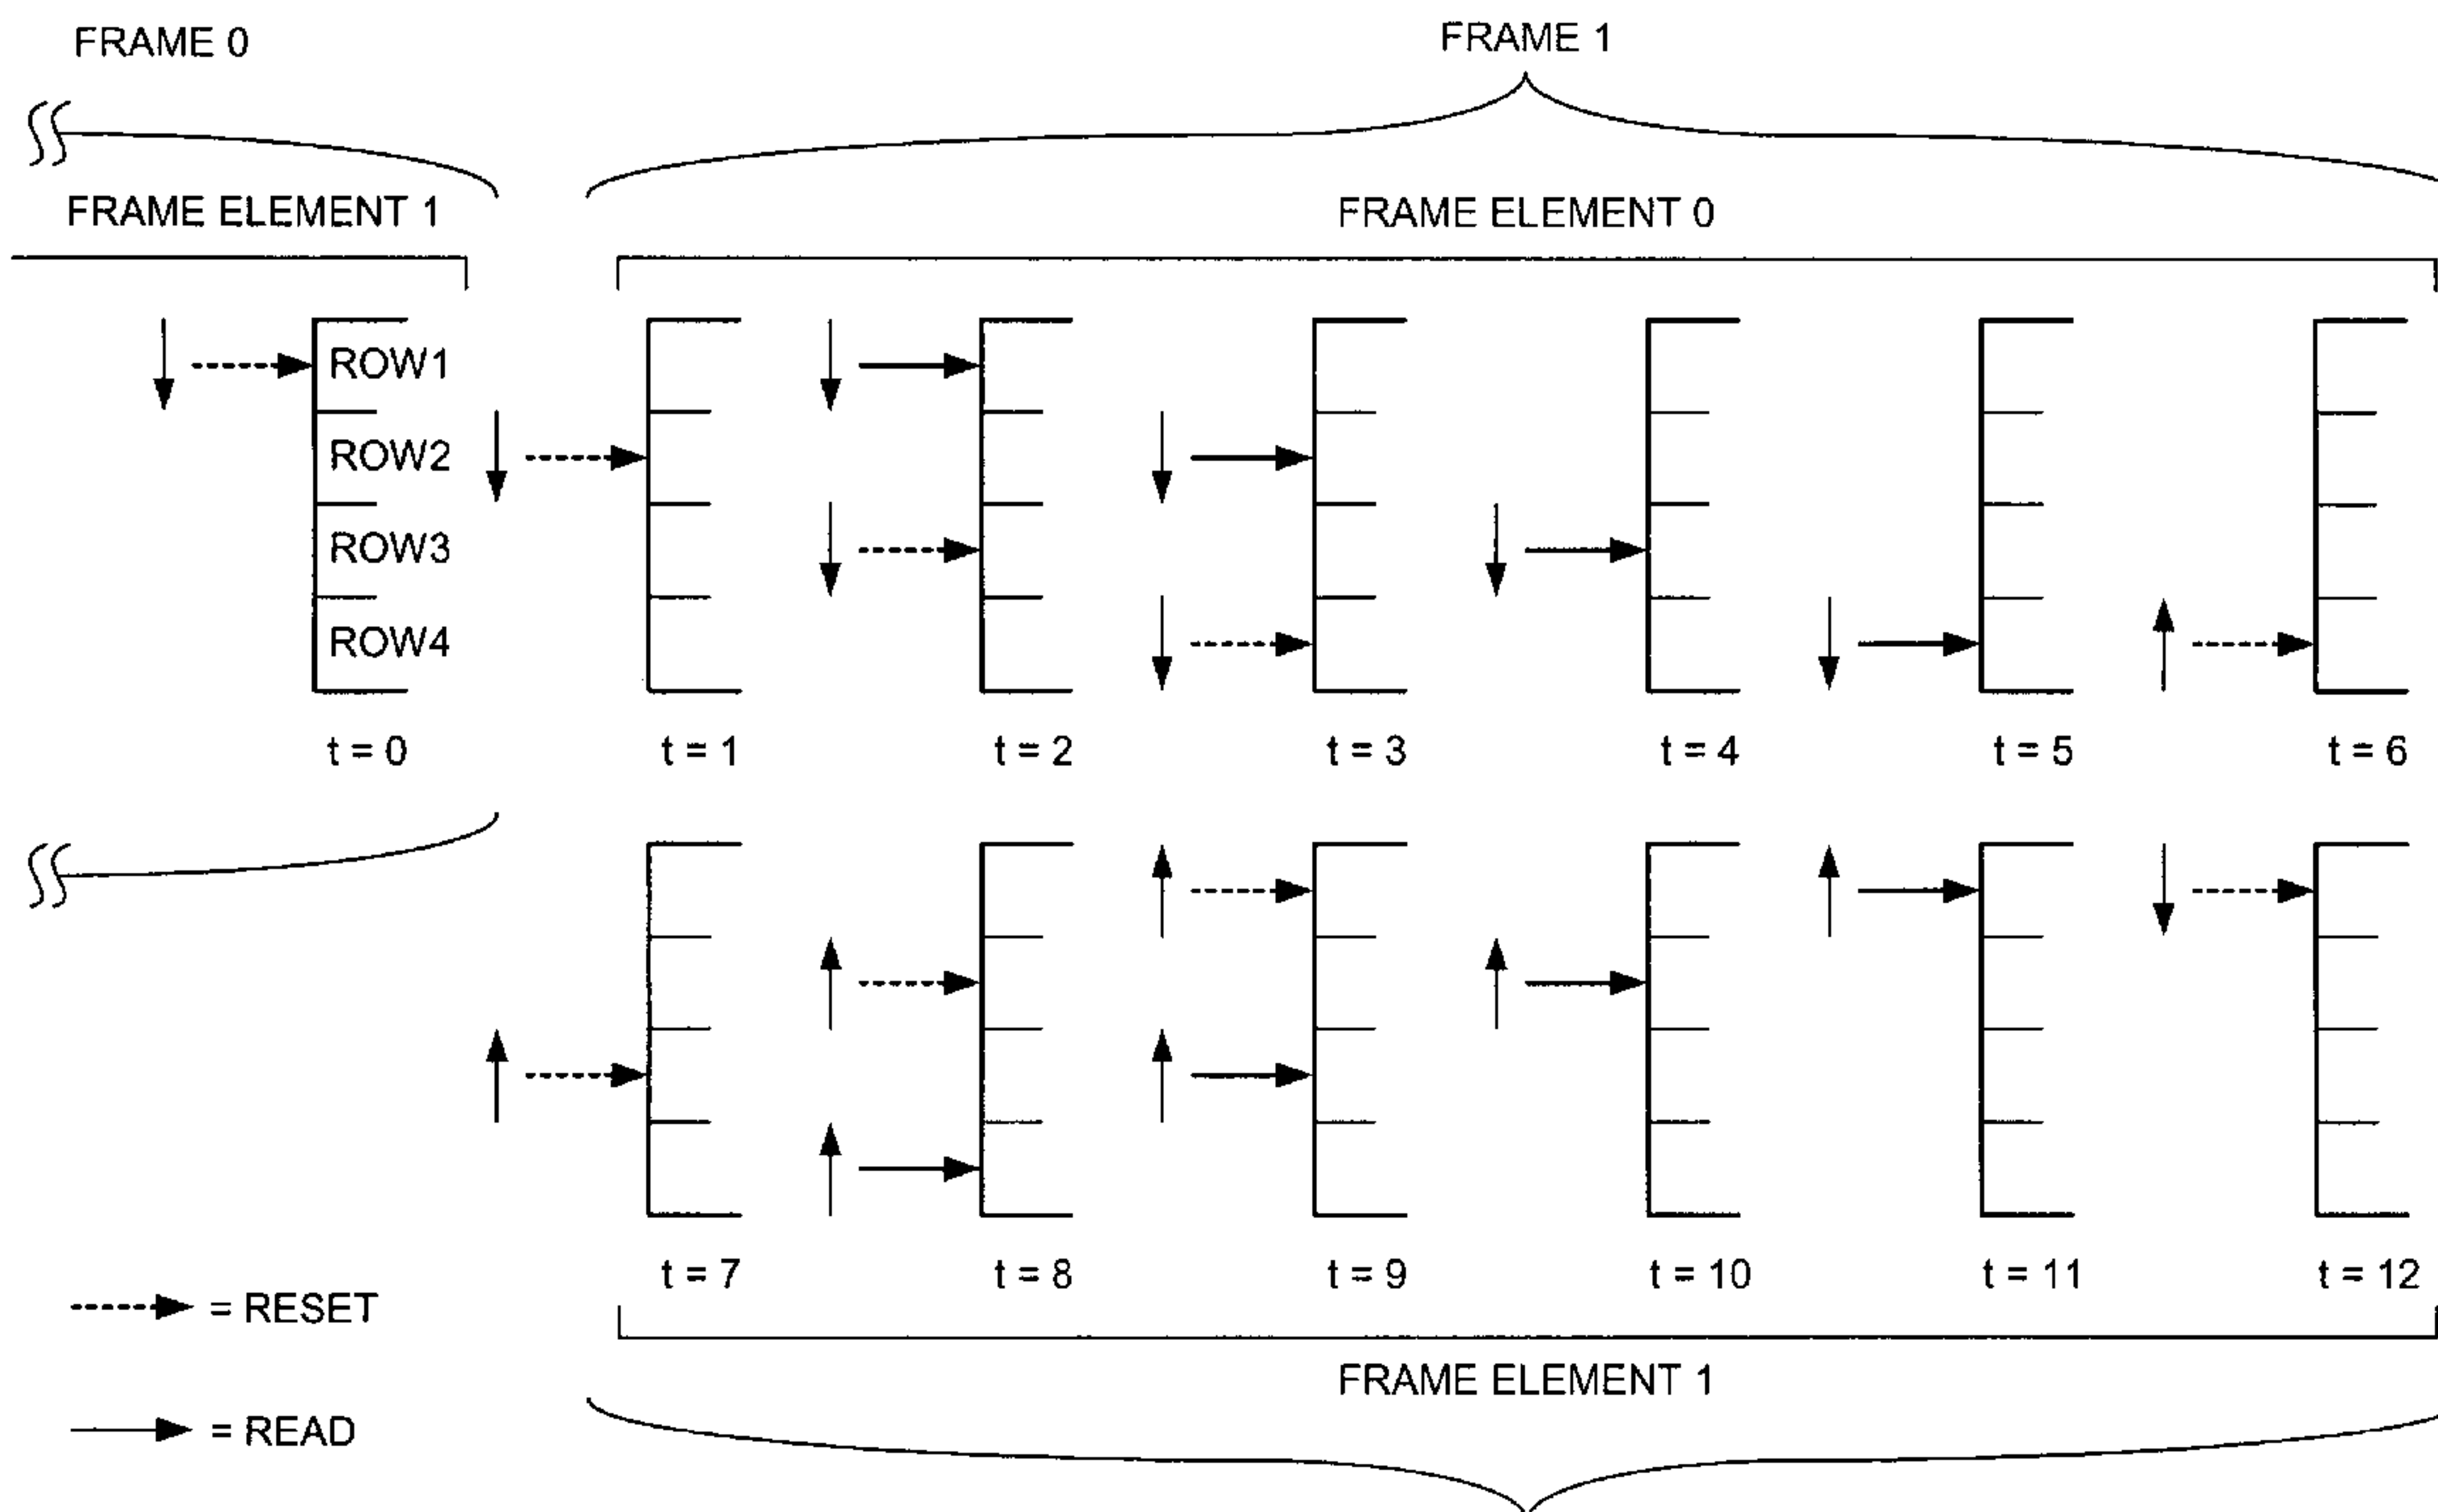 FRAME 0
FRAME 1
FRAME ELEMENT 1
FRAME ELEMENT 0
ROW1
ROW2
ROW3
ROW4
t = 0
t = 1
t = 2
t = 3
t = 4
t = 5
t = 6
t = 7
t = 8
t = 9
t = 10
t = 11
t = 12
= RESET
FRAME ELEMENT 1
= READ